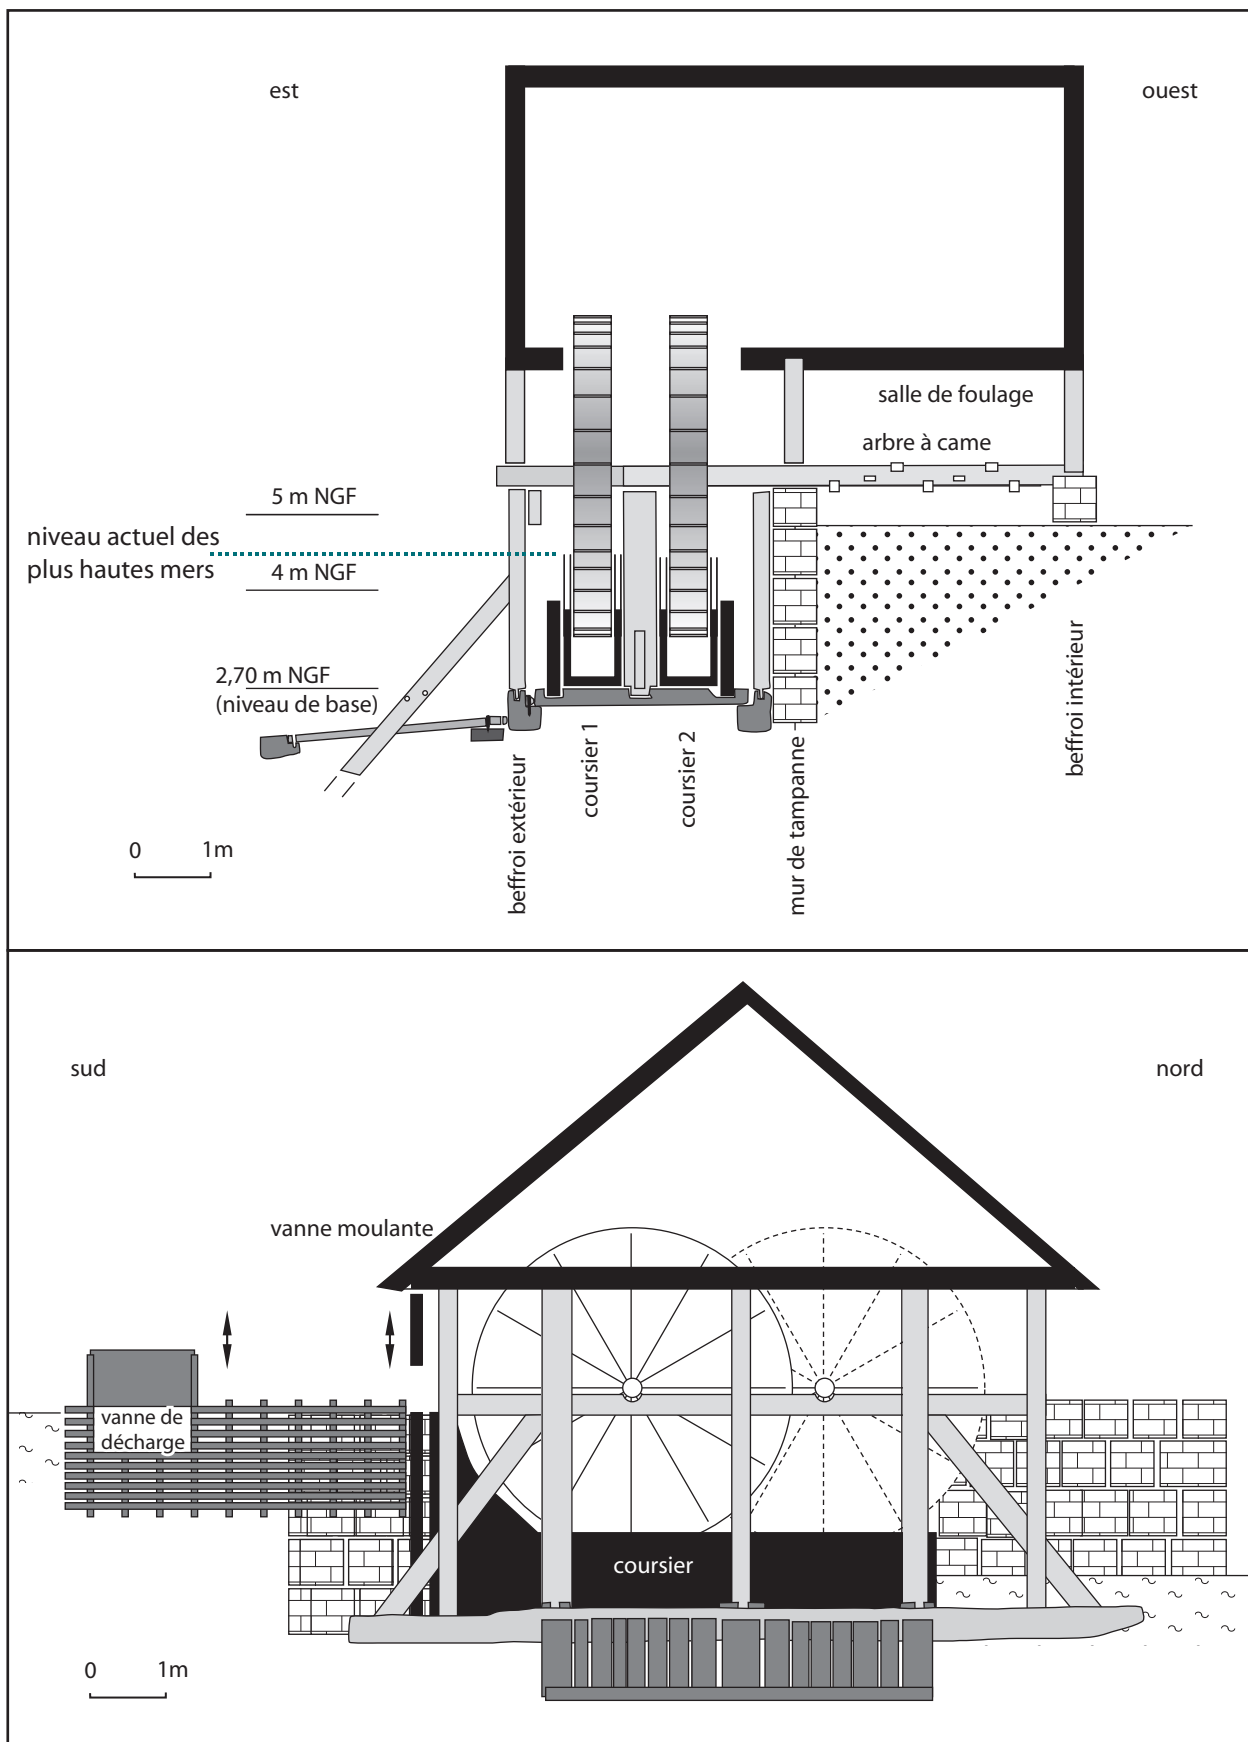 est
ouest
salle de foulage
arbre à came
5 m NGF
niveau actuel des
plus hautes mers
4 m NGF
2,70 m NGF
(niveau de base)
beffroi extérieur
coursier 1
coursier 2
mur de tampanne
beffroi intérieur
0 1m
sud
nord
vanne moulante
vanne de
décharge
coursier
0 1m